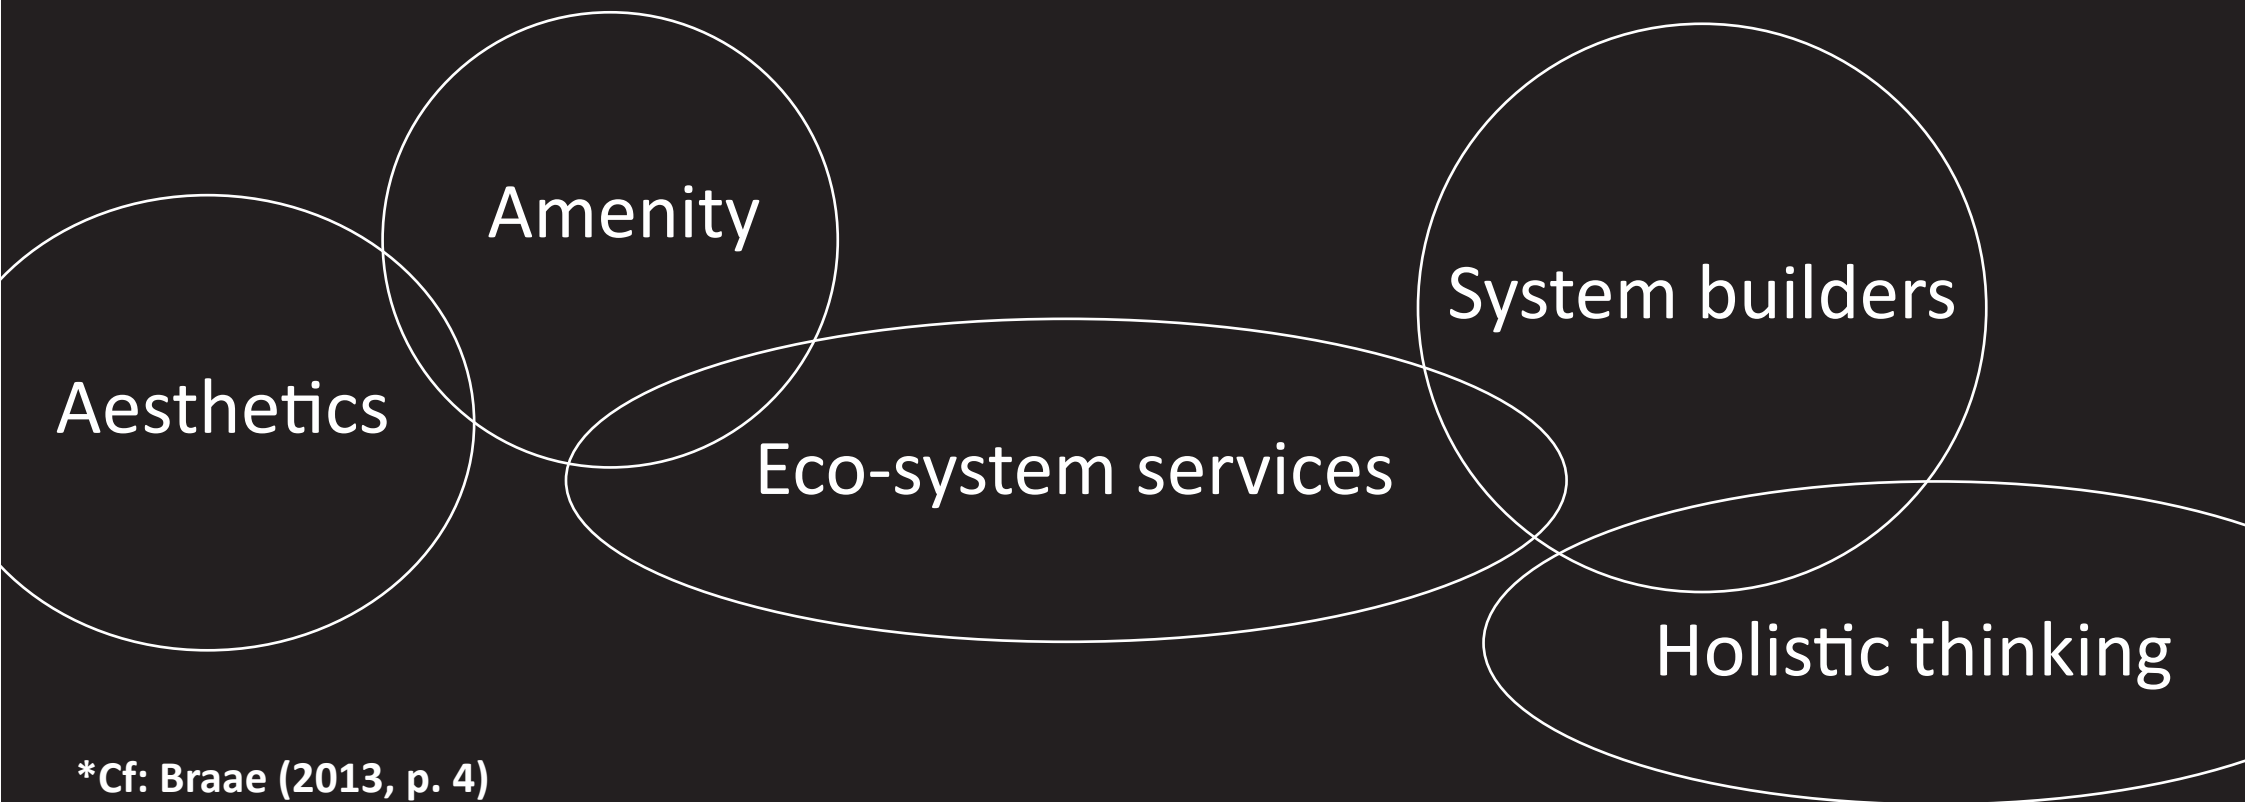 Amenity
System builders
Aesthetics
Eco-system services
Holistic thinking
*Cf: Braae (2013, p. 4)